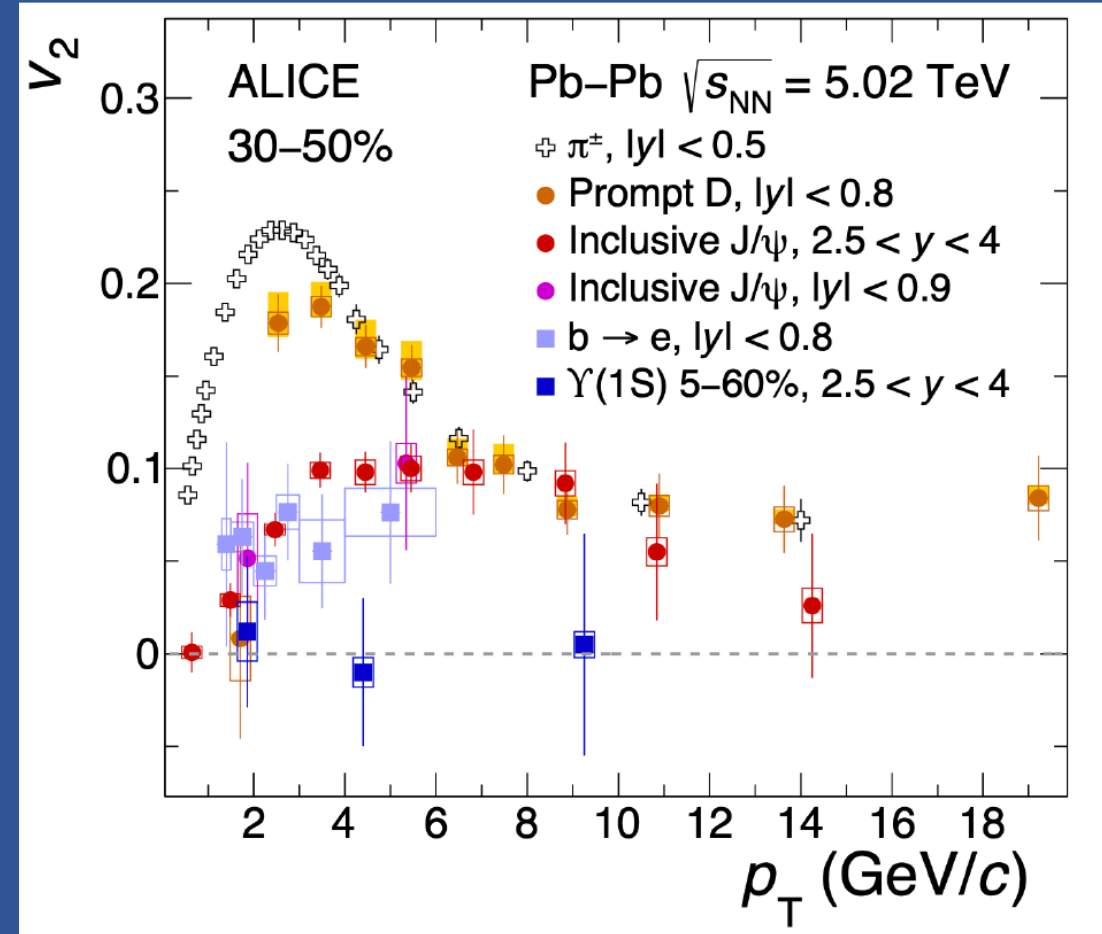 v₂
0.3
0.2
0.1
0
ALICE
30–50%
Pb–Pb √sNN = 5.02 TeV
π±, |y| < 0.5
Prompt D, |y| < 0.8
Inclusive J/ψ, 2.5 < y < 4
Inclusive J/ψ, |y| < 0.9
b → e, |y| < 0.8
ϒ(1S) 5–60%, 2.5 < y < 4
2 4 6 8 10 12 14 16 18
pT (GeV/c)